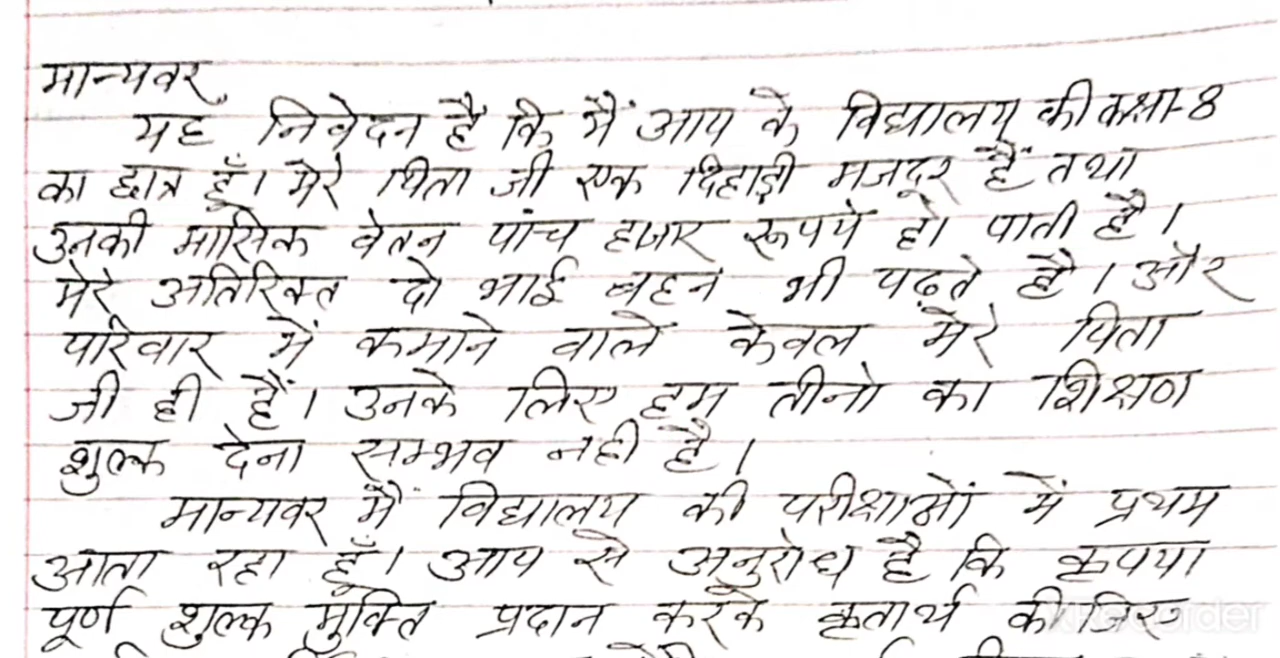 मान्यवर,
यह निवेदन है कि मैं आप के विद्यालय की कक्षा-8
का छात्र हूँ। मेरे पिता जी एक दिहाड़ी मजदूर हैं तथा
उनकी मासिक वेतन पांच हजार रूपये हो पाती है।
मेरे अतिरिक्त दो भाई बहन भी पढ़ते है। और
परिवार में कमाने वाले केवल मेरे पिता
जी ही हैं। उनके लिए हम तीनो का शिक्षण
शुल्क देना सम्भव नही है।
मान्यवर मैं विद्यालय की परीक्षाओं में प्रथम
आता रहा हूँ। आप से अनुरोध है कि कृपया
पूर्ण शुल्क मुक्ति प्रदान करके कृतार्थ कीजिए